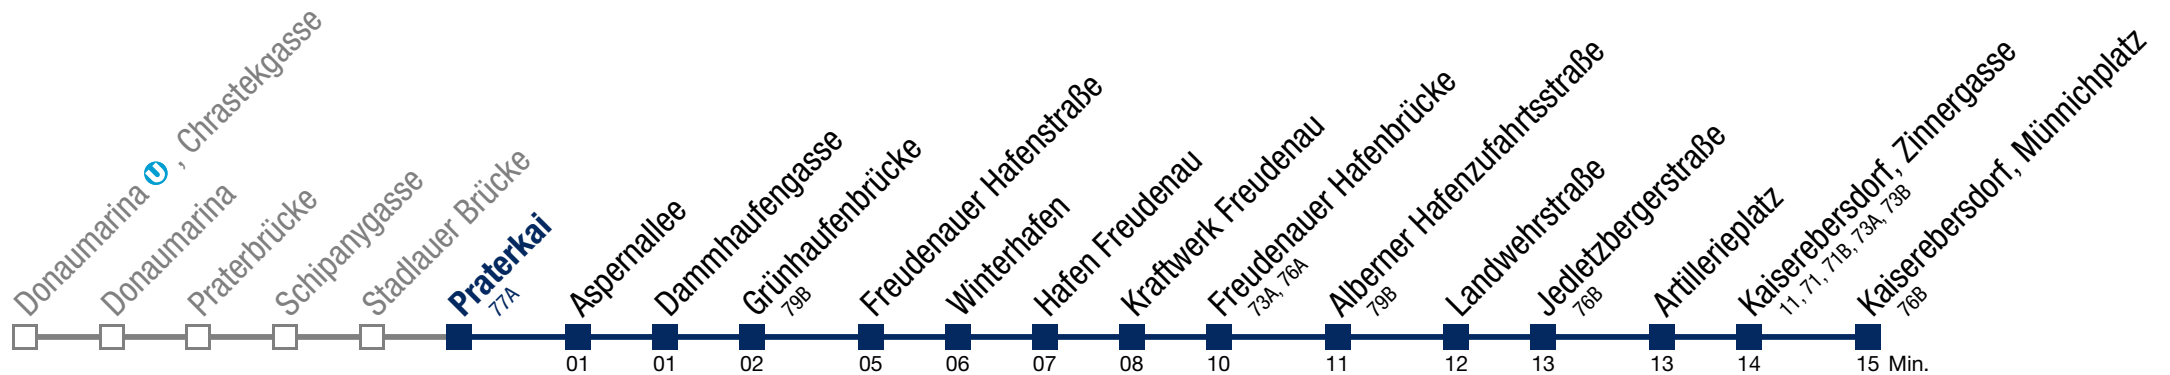 Donaumarina U, Chrastekgasse
Donaumarina
Praterbrücke
Schipanygasse
Stadlauer Brücke
Praterkai
77A
Aspernallee
Dammhaufengasse
Grünhaufenbrücke
79B
Freudenauer Hafenstraße
Winterhafen
Hafen Freudenau
Kraftwerk Freudenau
Freudenauer Hafenbrücke
73A, 76A
Alberner Hafenzufahrtsstraße
79B
Landwehrstraße
Jedletzbergerstraße
76B
Artillerieplatz
Kaiserebersdorf, Zinnergasse
11, 71, 71B, 73A, 73B
Kaiserebersdorf, Münnichplatz
76B
01 01 02 05 06 07 08 10 11 12 13 13 14 15 Min.